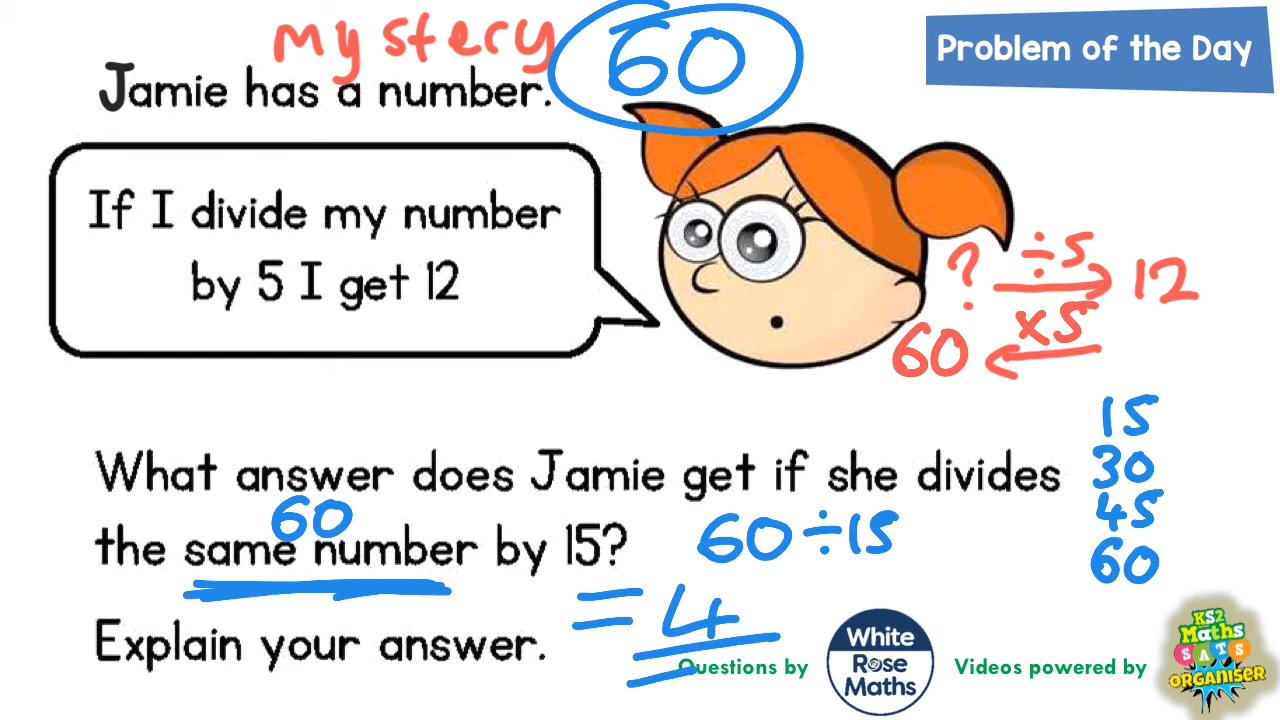 mystery 60
Problem of the Day
Jamie has a number.
If I divide my number
by 5 I get 12
? ÷5 12
60 ×5
15
30
45
60
What answer does Jamie get if she divides
60
the same number by 15? 60 ÷15
= 4
Explain your answer.
Questions by
White
Rose
Maths
Videos powered by
KS2
Maths
SATS
ORGANISER